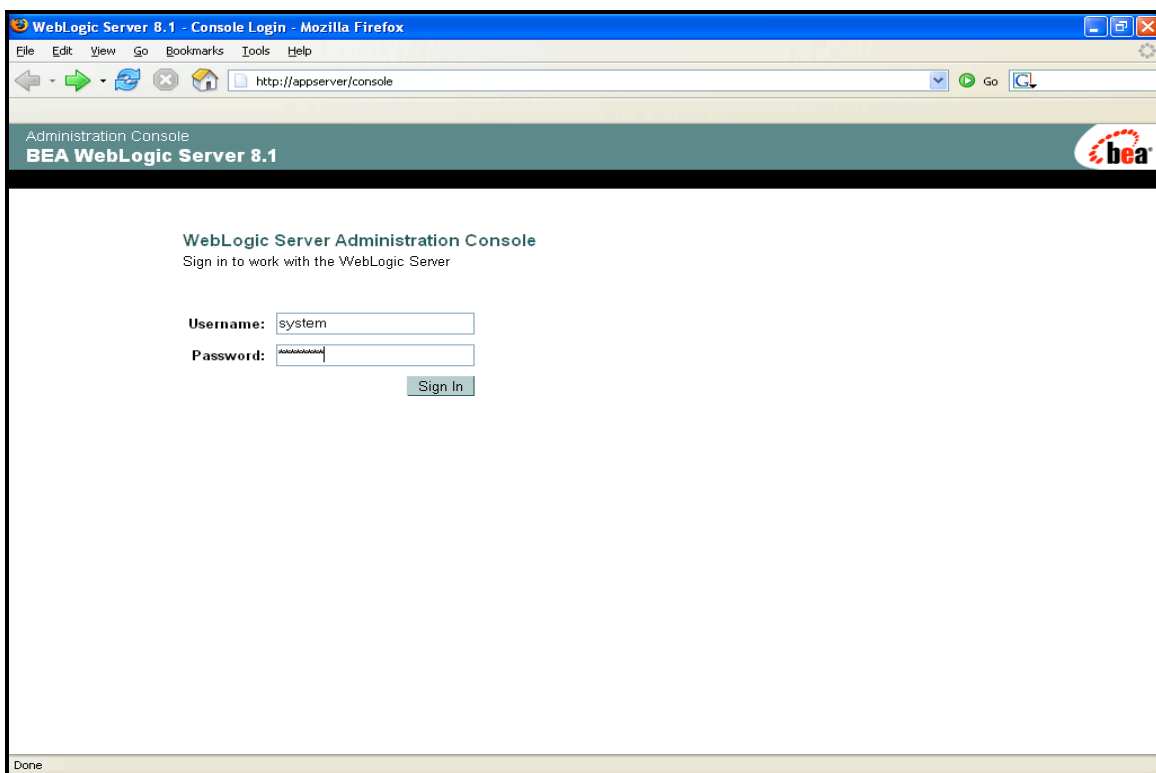 WebLogic Server 8.1 - Console Login - Mozilla Firefox
File Edit View Go Bookmarks Tools Help
http://appserver/console Go G
Administration Console
BEA WebLogic Server 8.1
bea
WebLogic Server Administration Console
Sign in to work with the WebLogic Server
Username: system
Password: ********
Sign In
Done